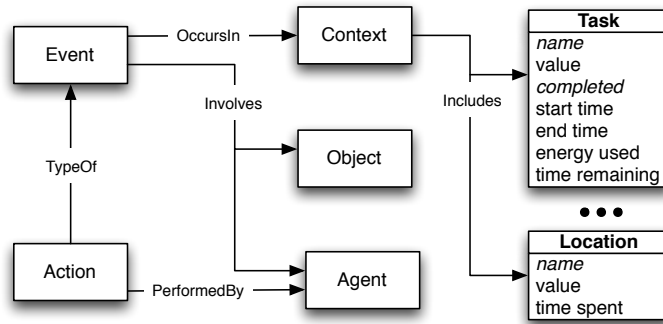 Event
OccursIn
Context
Involves
Includes
TypeOf
Object
Action
PerformedBy
Agent
Task
name
value
completed
start time
end time
energy used
time remaining
Location
name
value
time spent